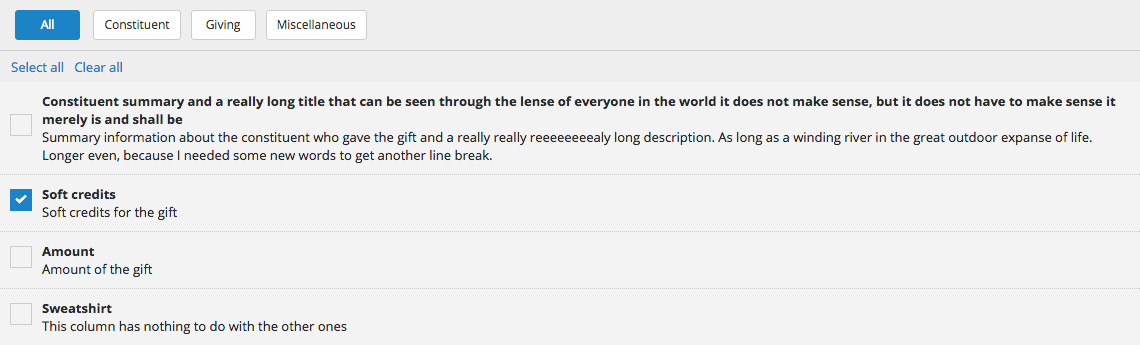 All Constituent Giving Miscellaneous
Select all Clear all
Constituent summary and a really long title that can be seen through the lense of everyone in the world it does not make sense, but it does not have to make sense it
merely is and shall be
Summary information about the constituent who gave the gift and a really really reeeeeeeealy long description. As long as a winding river in the great outdoor expanse of life.
Longer even, because I needed some new words to get another line break.
Soft credits
Soft credits for the gift
Amount
Amount of the gift
Sweatshirt
This column has nothing to do with the other ones